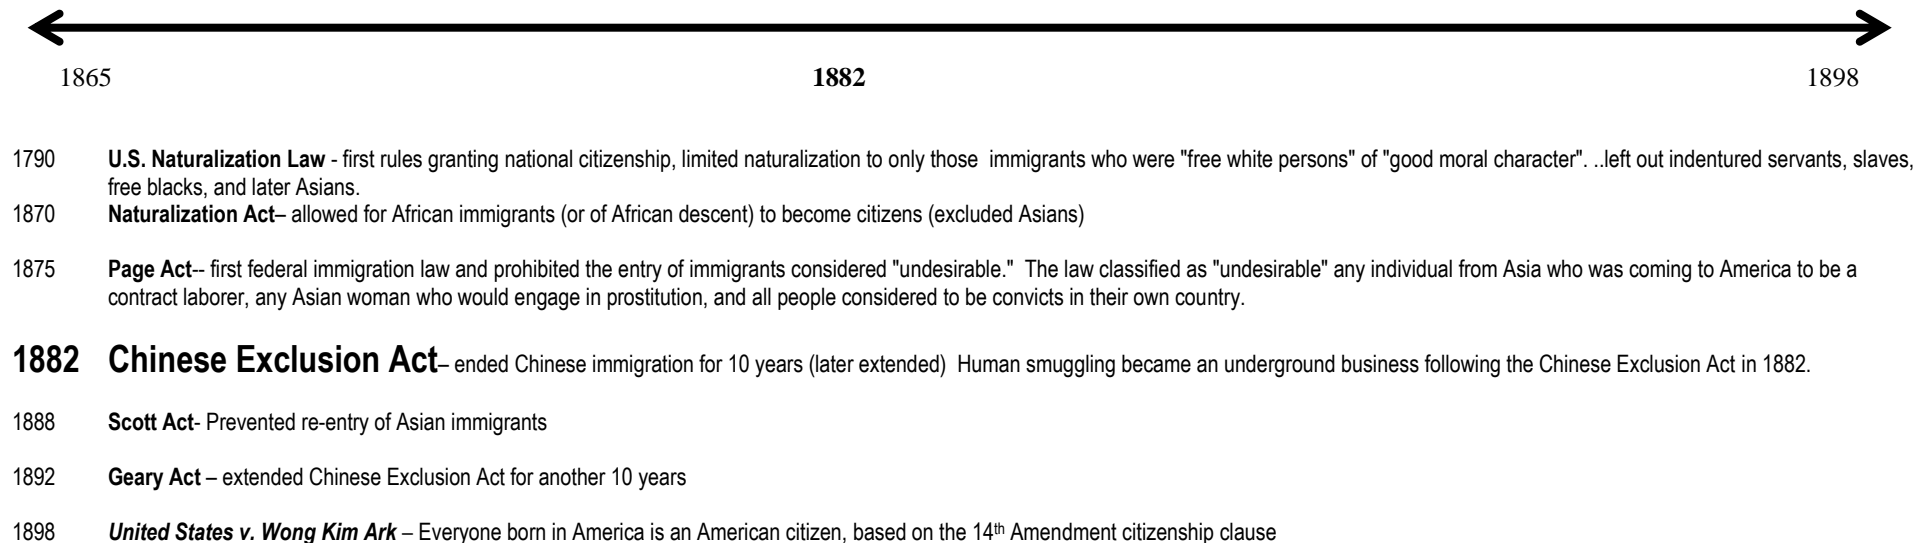 1865 1882 1898
1790 U.S. Naturalization Law - first rules granting national citizenship, limited naturalization to only those immigrants who were "free white persons" of "good moral character". ..left out indentured servants, slaves,
free blacks, and later Asians.
1870 Naturalization Act– allowed for African immigrants (or of African descent) to become citizens (excluded Asians)
1875 Page Act-- first federal immigration law and prohibited the entry of immigrants considered "undesirable." The law classified as "undesirable" any individual from Asia who was coming to America to be a
contract laborer, any Asian woman who would engage in prostitution, and all people considered to be convicts in their own country.
1882 Chinese Exclusion Act– ended Chinese immigration for 10 years (later extended) Human smuggling became an underground business following the Chinese Exclusion Act in 1882.
1888 Scott Act- Prevented re-entry of Asian immigrants
1892 Geary Act – extended Chinese Exclusion Act for another 10 years
1898 United States v. Wong Kim Ark – Everyone born in America is an American citizen, based on the 14th Amendment citizenship clause